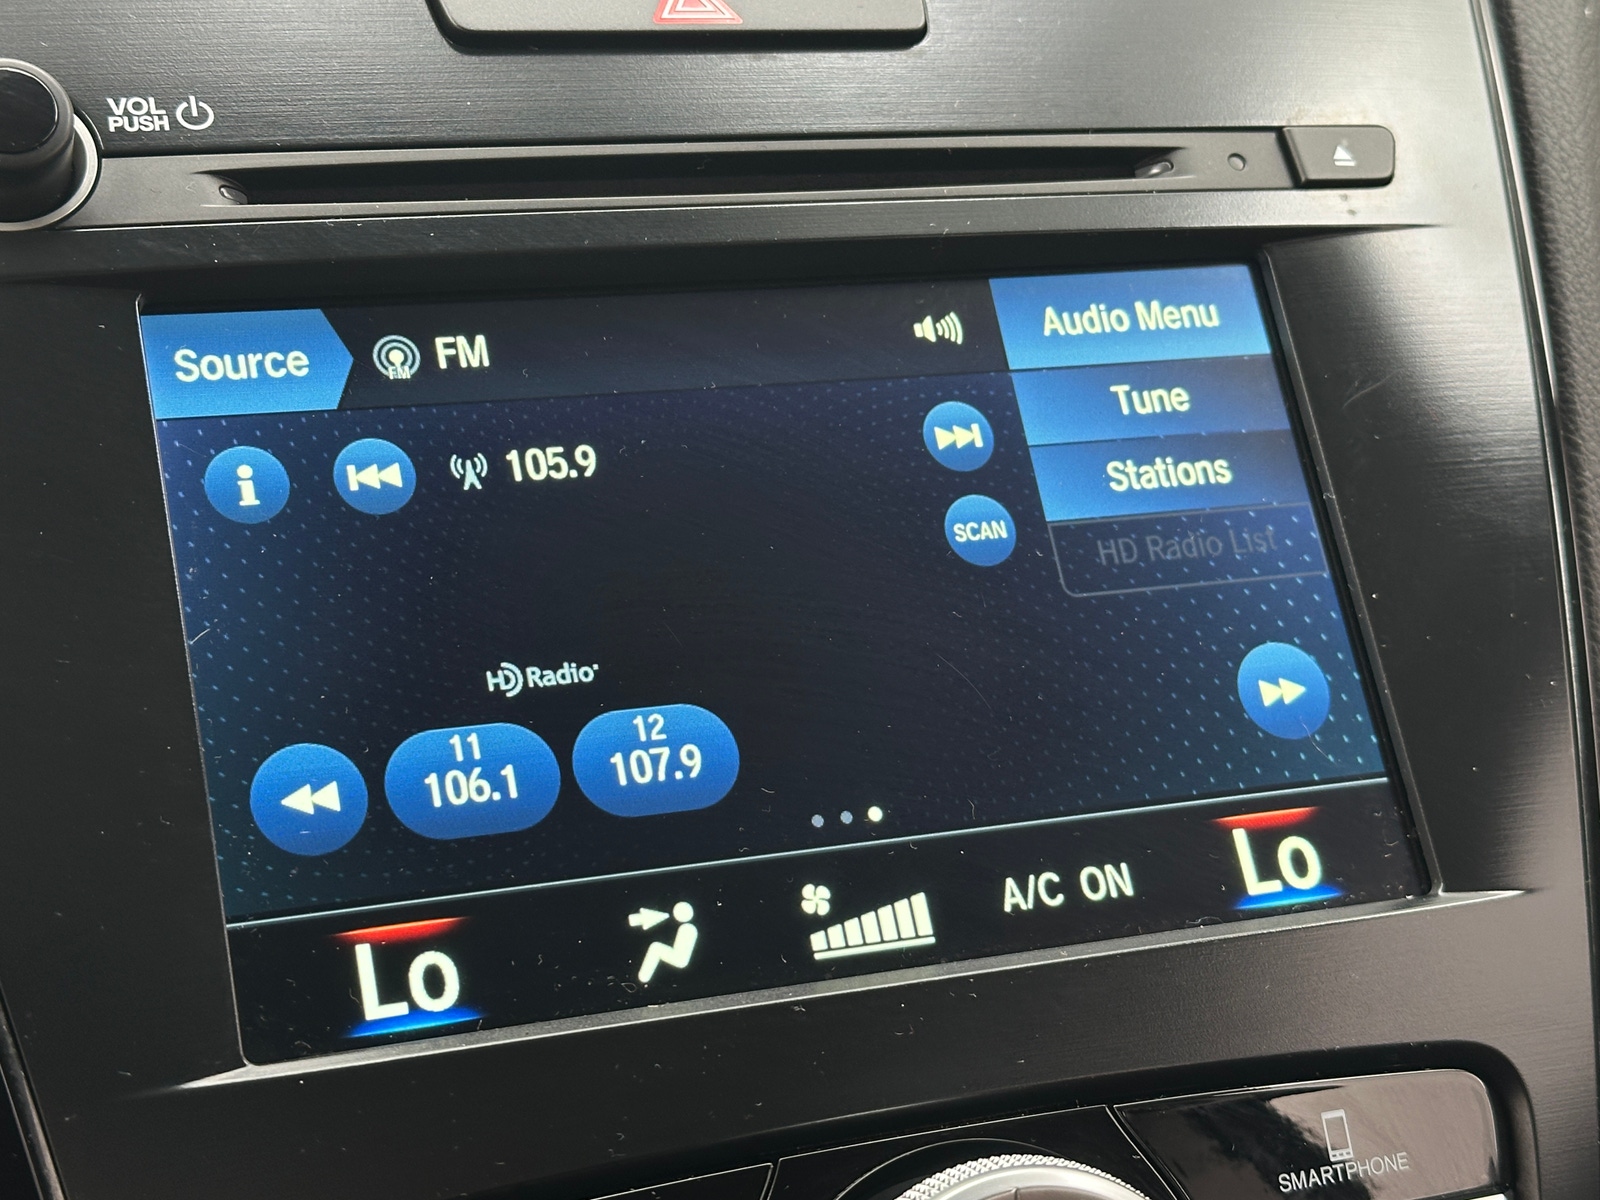 VOL
PUSH
Source
FM
FM
Audio Menu
Tune
Stations
HD Radio List
i
105.9
SCAN
HD Radio
11
106.1
12
107.9
Lo
A/C ON
Lo
SMARTPHONE